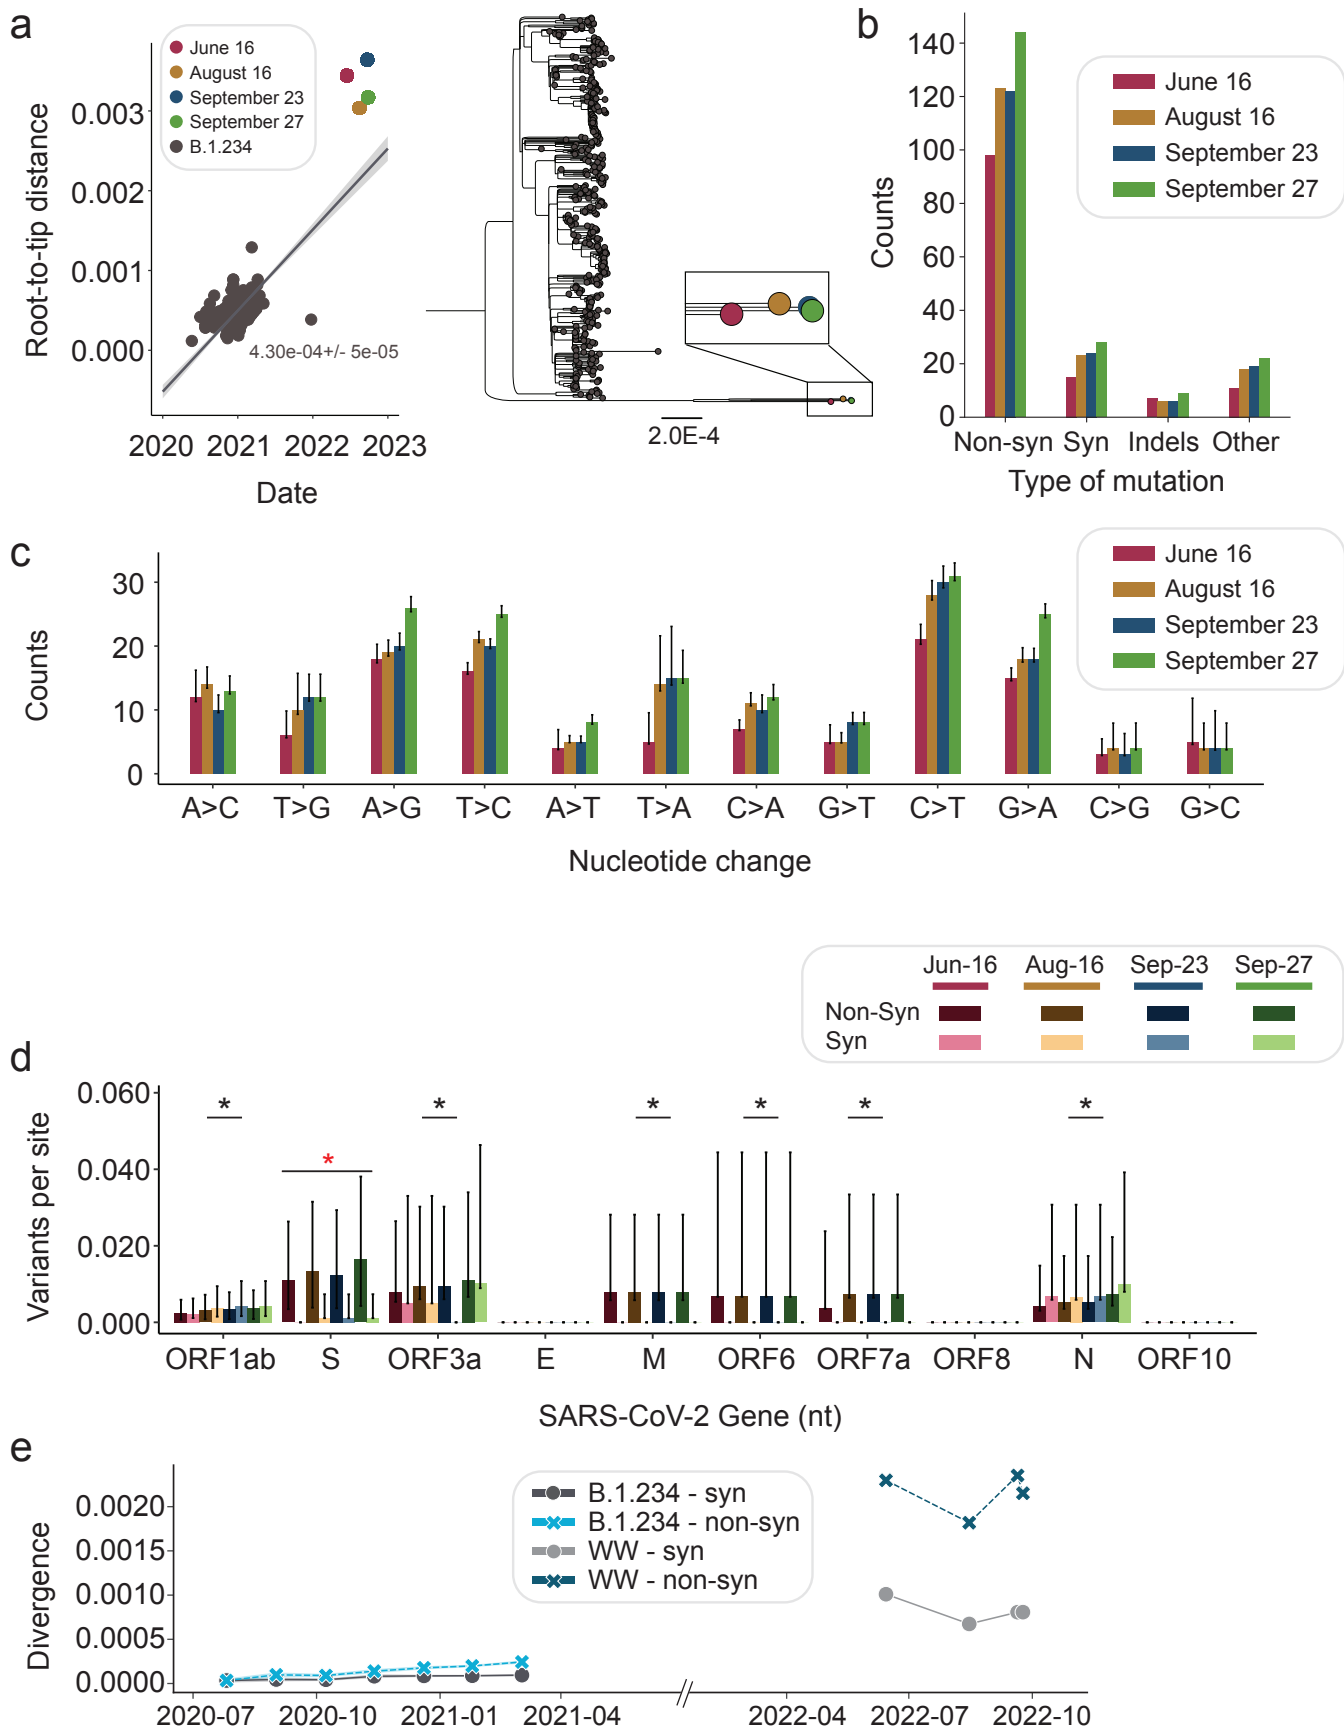 a
June 16
August 16
September 23
September 27
B.1.234
0.003
0.002
0.001
0.000
Root-to-tip distance
4.30e-04+/- 5e-05
2020
2021
2022
2023
Date
2.0E-4
b
140
120
100
80
60
40
20
0
Counts
June 16
August 16
September 23
September 27
Non-syn
Syn
Indels
Other
Type of mutation
c
June 16
August 16
September 23
September 27
30
20
10
0
Counts
A>C
T>G
A>G
T>C
A>T
T>A
C>A
G>T
C>T
G>A
C>G
G>C
Nucleotide change
Jun-16
Aug-16
Sep-23
Sep-27
Non-Syn
Syn
d
0.060
0.040
0.020
0.000
Variants per site
*
*
*
*
*
*
*
ORF1ab
S
ORF3a
E
M
ORF6
ORF7a
ORF8
N
ORF10
SARS-CoV-2 Gene (nt)
e
B.1.234 - syn
B.1.234 - non-syn
WW - syn
WW - non-syn
0.0020
0.0015
0.0010
0.0005
0.0000
Divergence
2020-07
2020-10
2021-01
2021-04
//
2022-04
2022-07
2022-10